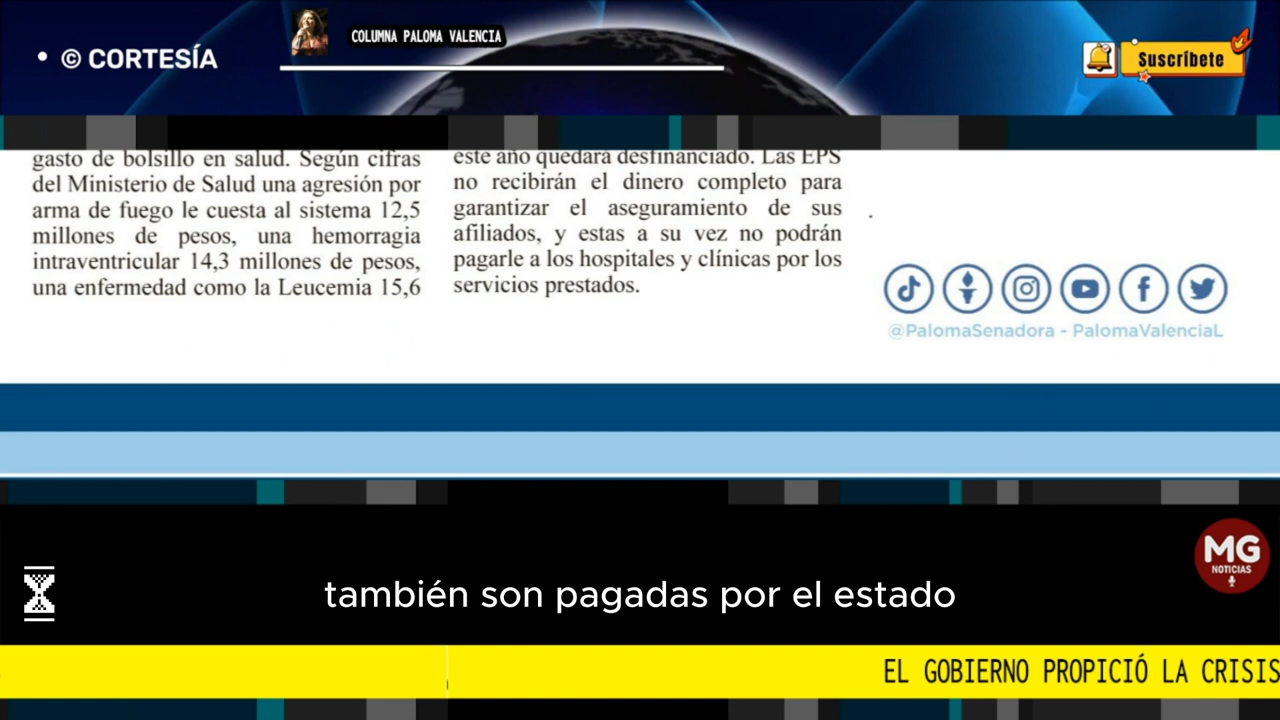 • © CORTESÍA
COLUMNA PALOMA VALENCIA
Suscríbete
gasto de bolsillo en salud. Según cifras
del Ministerio de Salud una agresión por
arma de fuego le cuesta al sistema 12,5
millones de pesos, una hemorragia
intraventricular 14,3 millones de pesos,
una enfermedad como la Leucemia 15,6
este año quedará desfinanciado. Las EPS
no recibirán el dinero completo para
garantizar el aseguramiento de sus
afiliados, y estas a su vez no podrán
pagarle a los hospitales y clínicas por los
servicios prestados.
@PalomaSenadora - PalomaValenciaL
MG
NOTICIAS
también son pagadas por el estado
EL GOBIERNO PROPICIÓ LA CRISIS